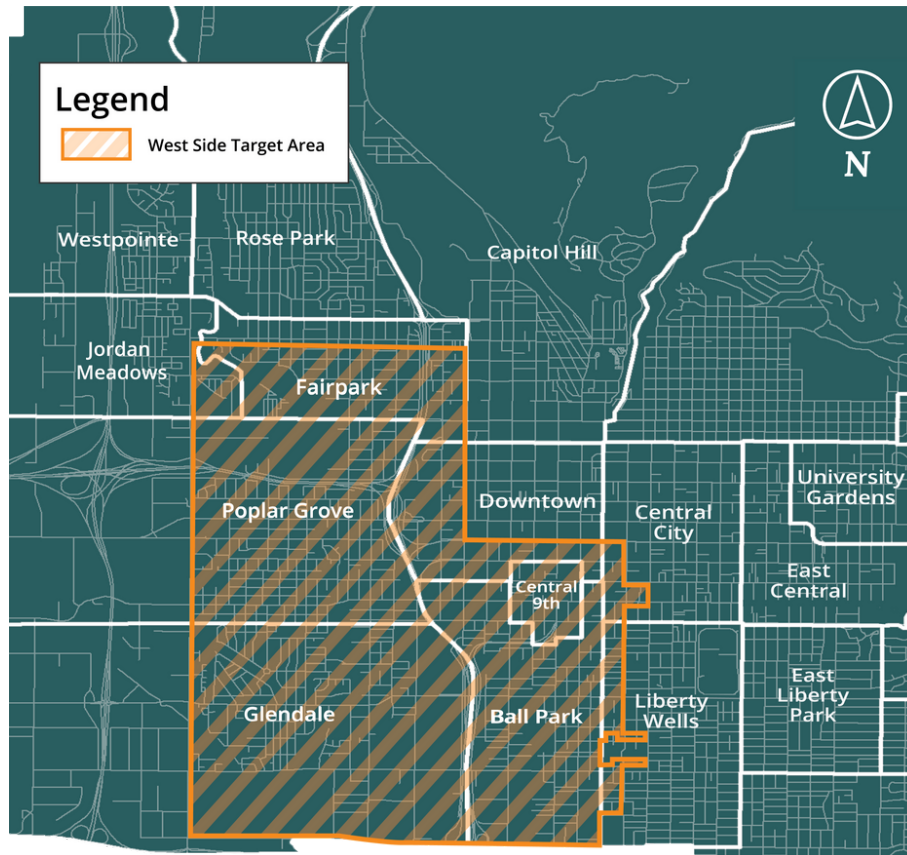 Legend
West Side Target Area
N
Westpointe
Rose Park
Capitol Hill
Jordan
Meadows
Fairpark
Poplar Grove
Downtown
Central
City
University
Gardens
Central
9th
East
Central
Glendale
Ball Park
Liberty
Wells
East
Liberty
Park